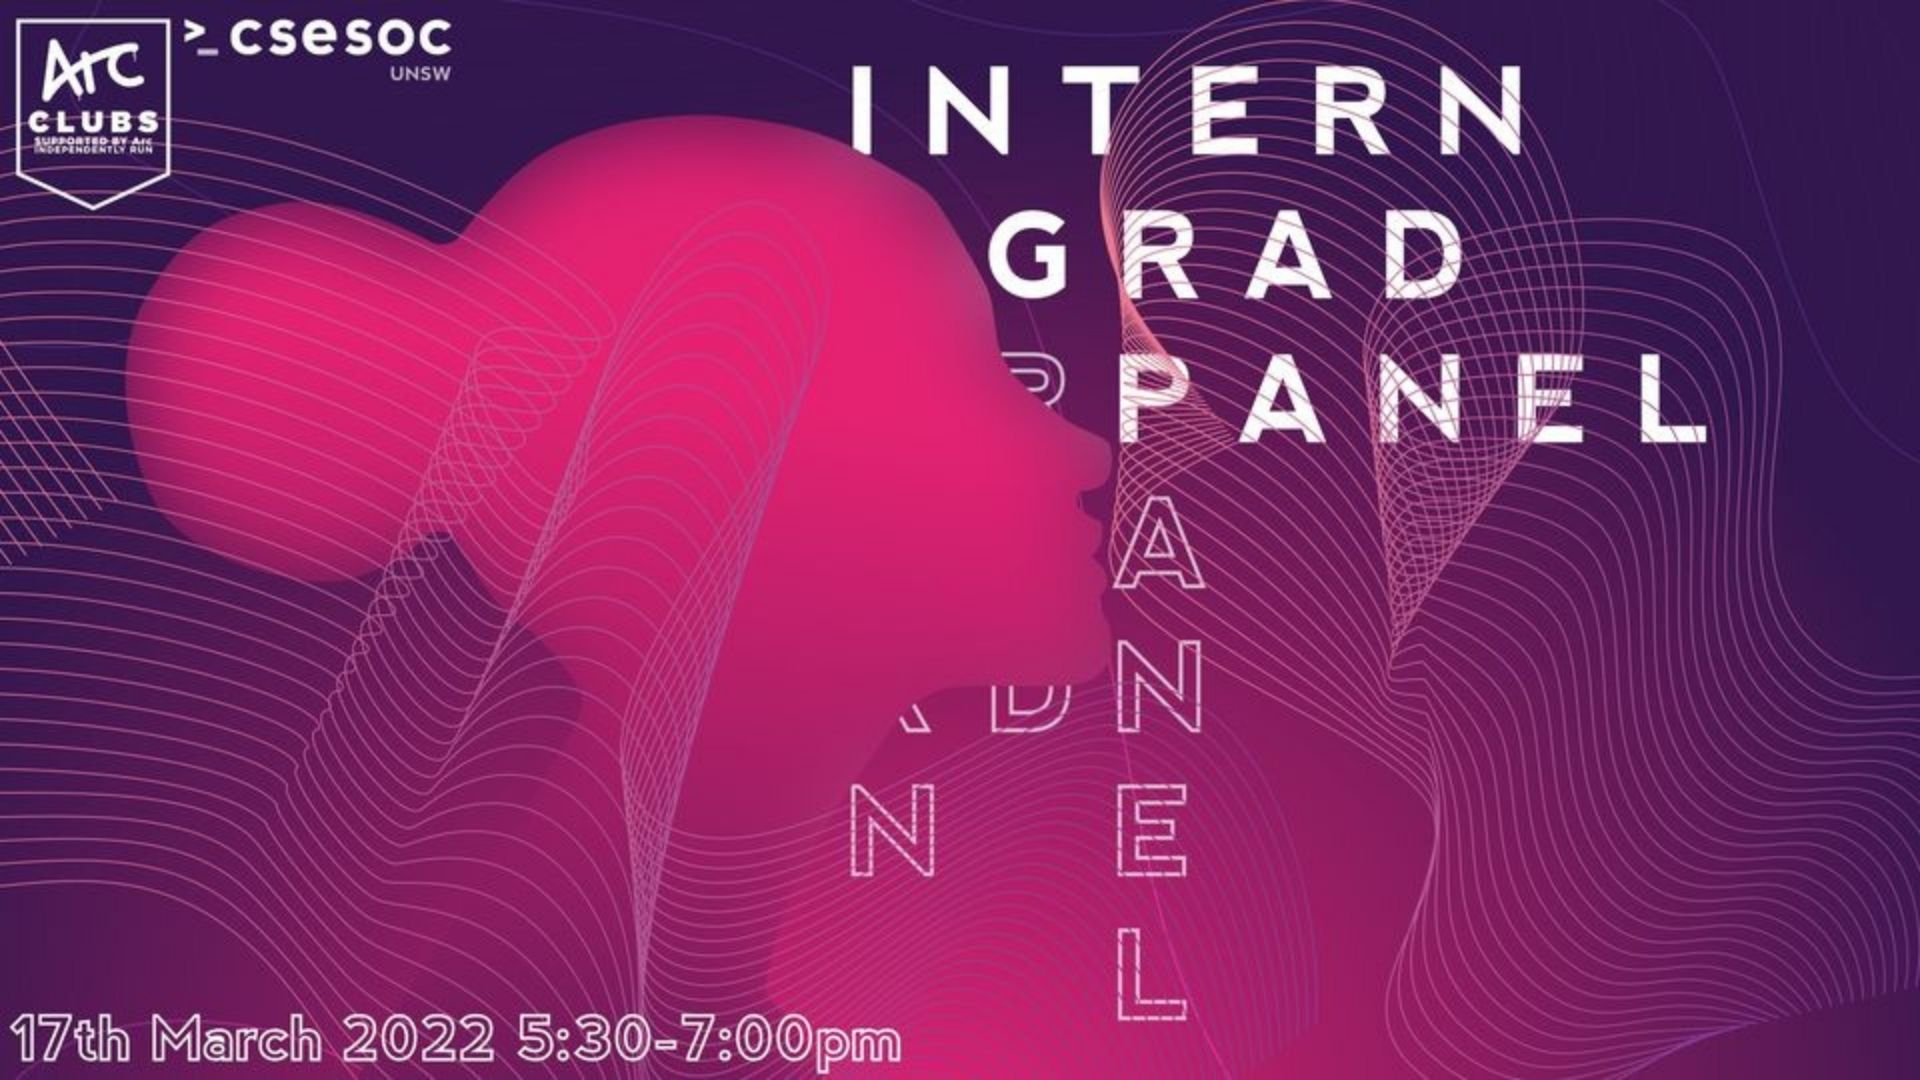 Arc
CLUBS
SUPPORTED BY Arc
INDEPENDENTLY RUN
>_csesoc
UNSW
INTERN
GRAD
PANEL
A
D N
N E
L
17th March 2022 5:30-7:00pm